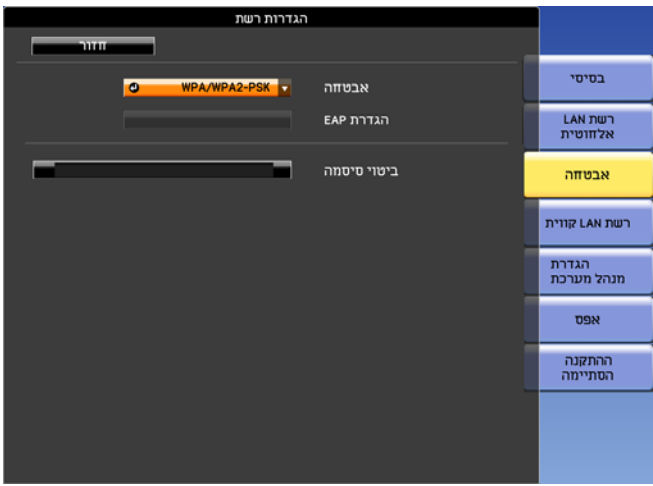 הגדרות רשת
חזור
אבטחה
WPA/WPA2-PSK
הגדרת EAP
ביטוי סיסמה
בסיסי
רשת LAN
אלחוטית
אבטחה
רשת LAN קווית
הגדרת
מנהל מערכת
אפס
ההתקנה
הסתיימה